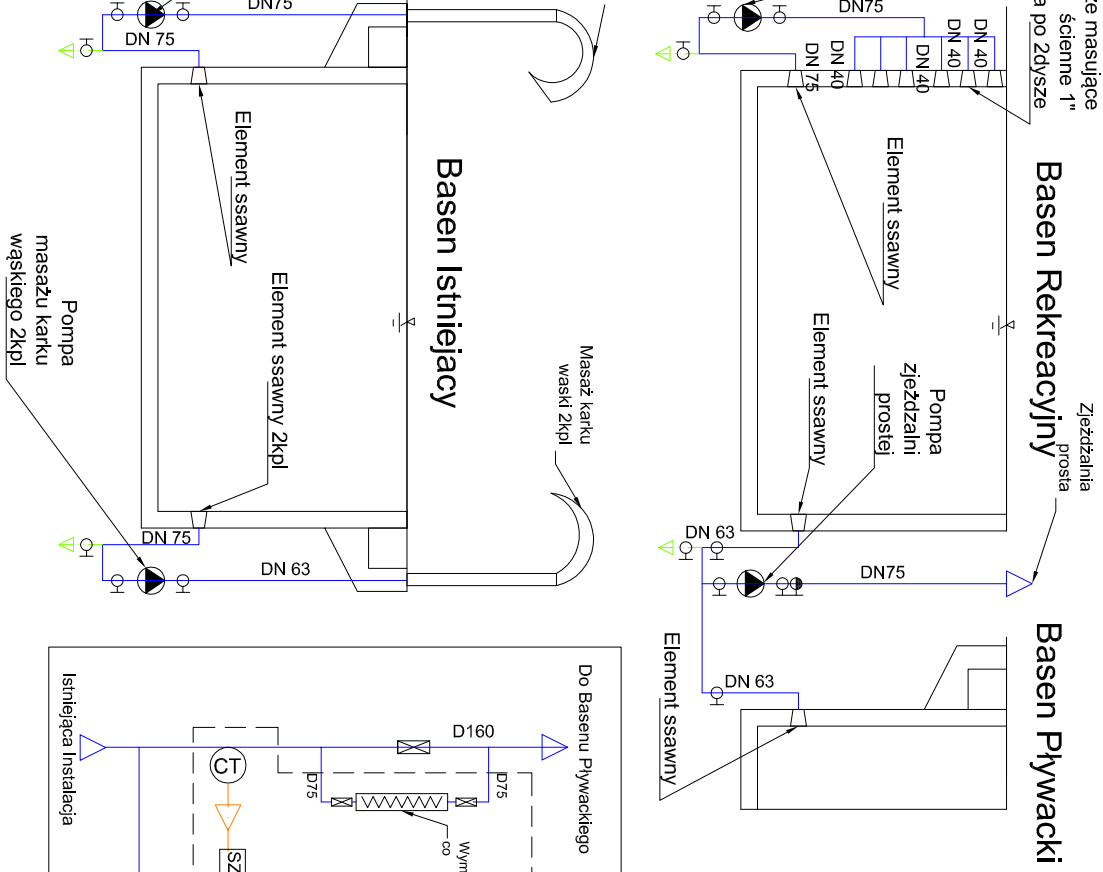 DN75
DN 75
Element ssawny
Basen Istniejacy
Element ssawny 2kpl
Pompa
masażu karku
wąskiego 2kpl
DN 75
DN 63
Masaż karku
waski 2kpl
masujące
ścienne 1"
po 2dysze
DN75
DN 40
DN 40
DN 40
DN 40
DN 75
Basen Rekreacyjny
Element ssawny
Element ssawny
Pompa
zjeżdzalni
prostej
Zjeżdżalnia
prosta
DN 63
DN75
DN 63
Element ssawny
Basen Pływacki
Do Basenu Pływackiego
D160
D75
D75
CT
Istniejąca Instalacja